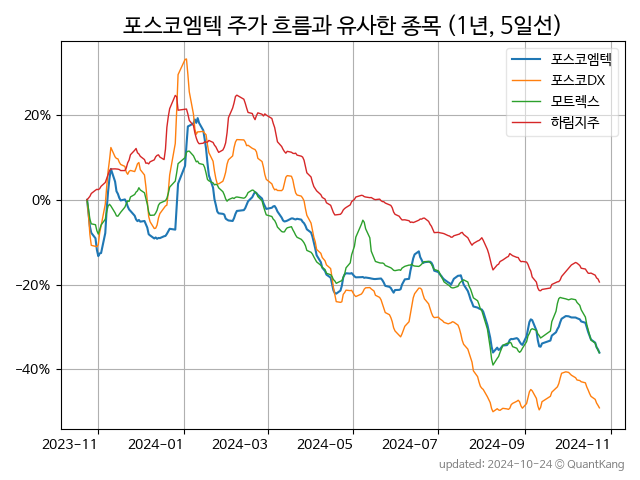 포스코엠텍 주가 흐름과 유사한 종목 (1년, 5일선)
포스코엠텍
포스코DX
모트렉스
하림지주
20%
0%
−20%
−40%
2023-11 2024-01 2024-03 2024-05 2024-07 2024-09 2024-11
updated: 2024-10-24 © QuantKang